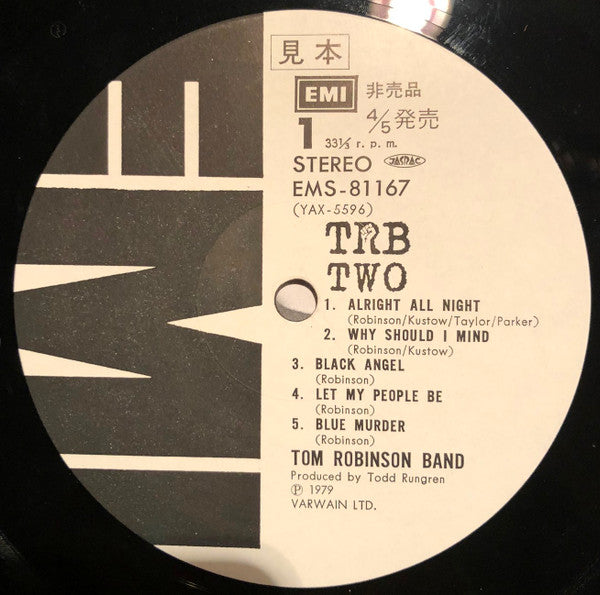 見本
EMI
非売品
4/5 発売
1
33⅓ r. p. m.
STEREO JASRAC
EMS-81167
(YAX-5596)
TRB
TWO
1. ALRIGHT ALL NIGHT
(Robinson/Kustow/Taylor/Parker)
2. WHY SHOULD I MIND
(Robinson/Kustow)
3. BLACK ANGEL
(Robinson)
4. LET MY PEOPLE BE
(Robinson)
5. BLUE MURDER
(Robinson)
TOM ROBINSON BAND
Produced by Todd Rungren
℗ 1979
VARWAIN LTD.
EMI